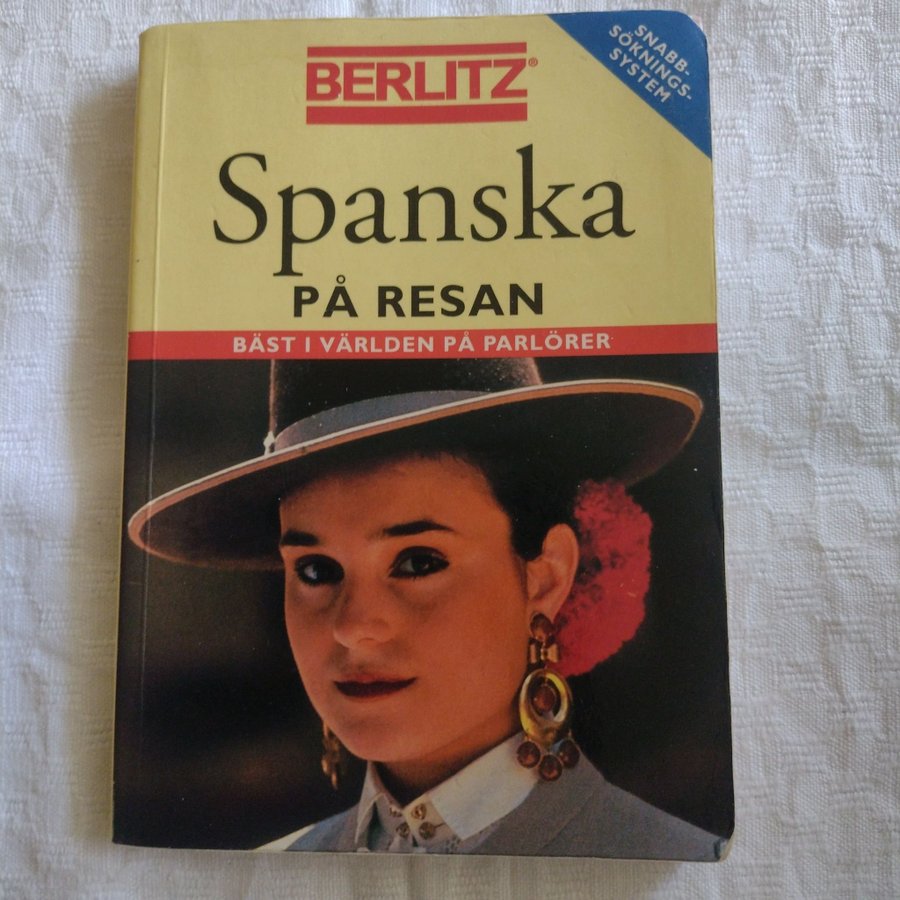 BERLITZ®
SNABB-
SÖKNINGS-
SYSTEM
Spanska
PÅ RESAN
BÄST I VÄRLDEN PÅ PARLÖRER